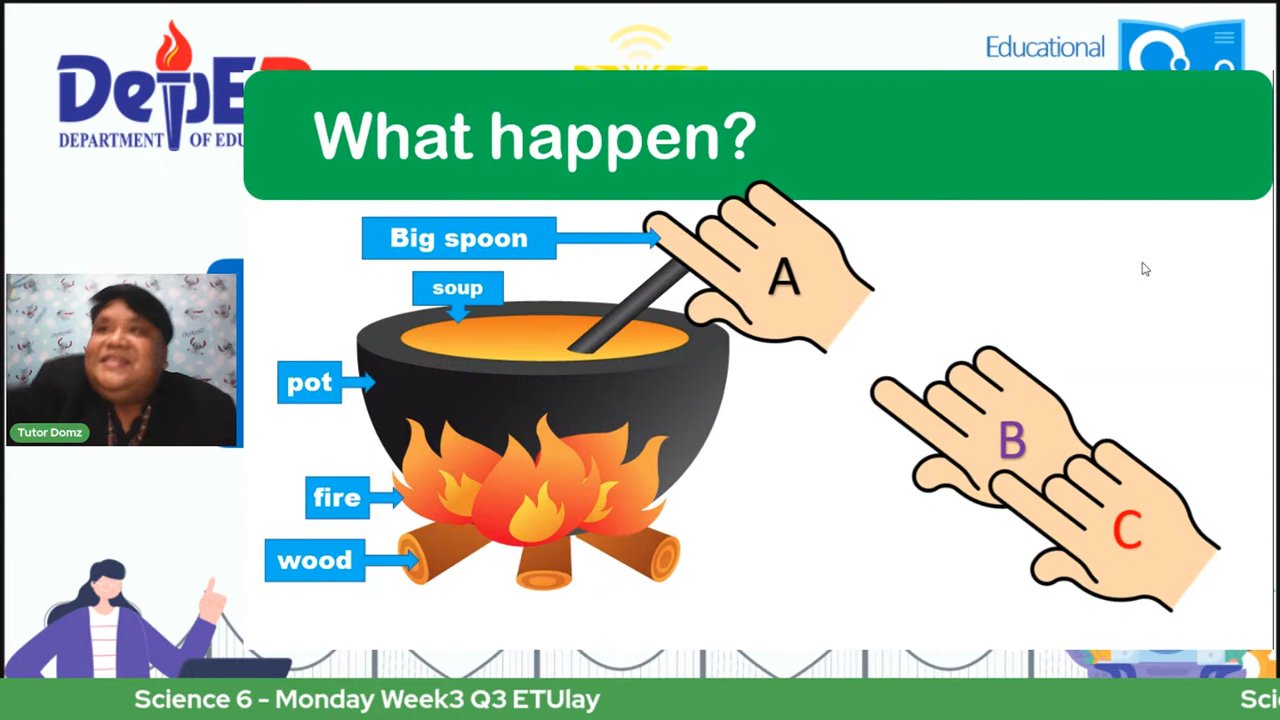 DepED
DEPARTMENT OF EDU
Educational
What happen?
Big spoon
A
soup
pot
B
Tutor Domz
fire
C
wood
Science 6 - Monday Week3 Q3 ETUlay
Sci